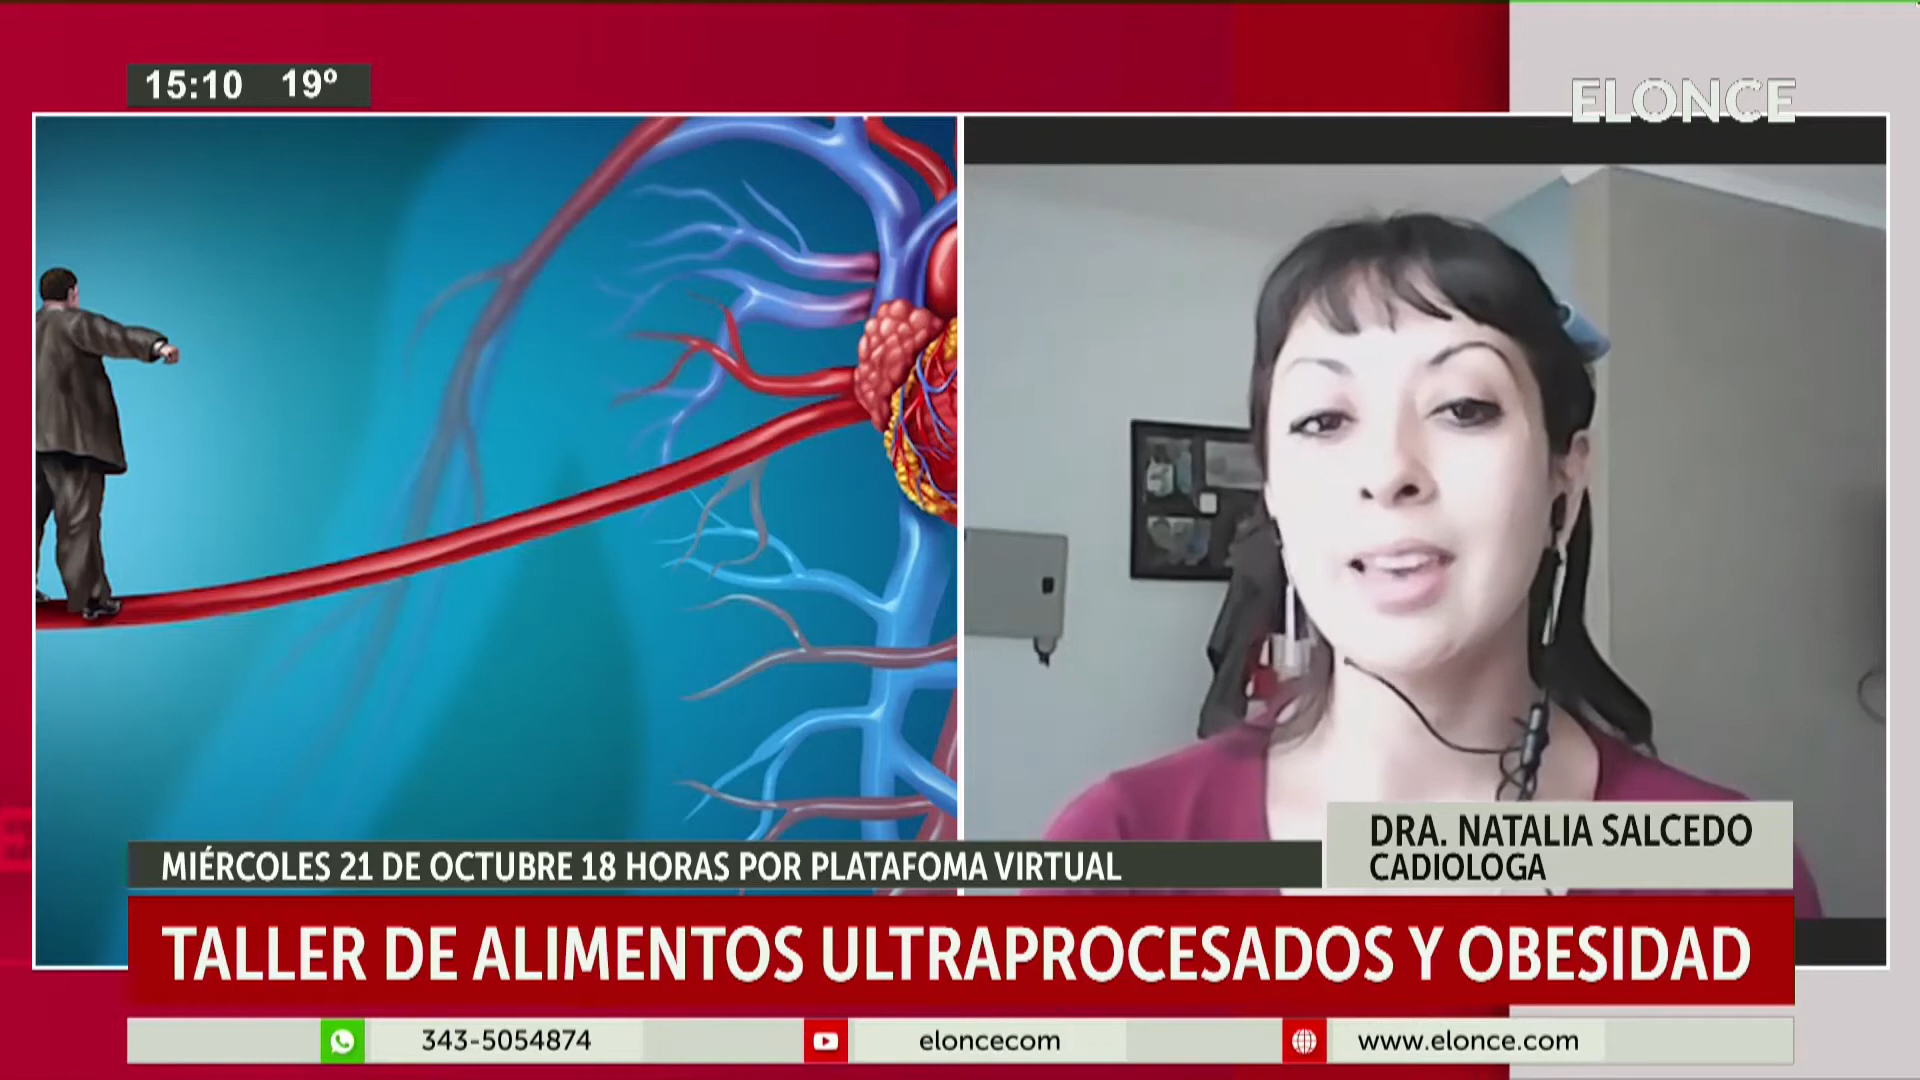 15:10 19º
ELONCE
DRA. NATALIA SALCEDO
CADIOLOGA
MIÉRCOLES 21 DE OCTUBRE 18 HORAS POR PLATAFOMA VIRTUAL
TALLER DE ALIMENTOS ULTRAPROCESADOS Y OBESIDAD
343-5054874 eloncecom www.elonce.com